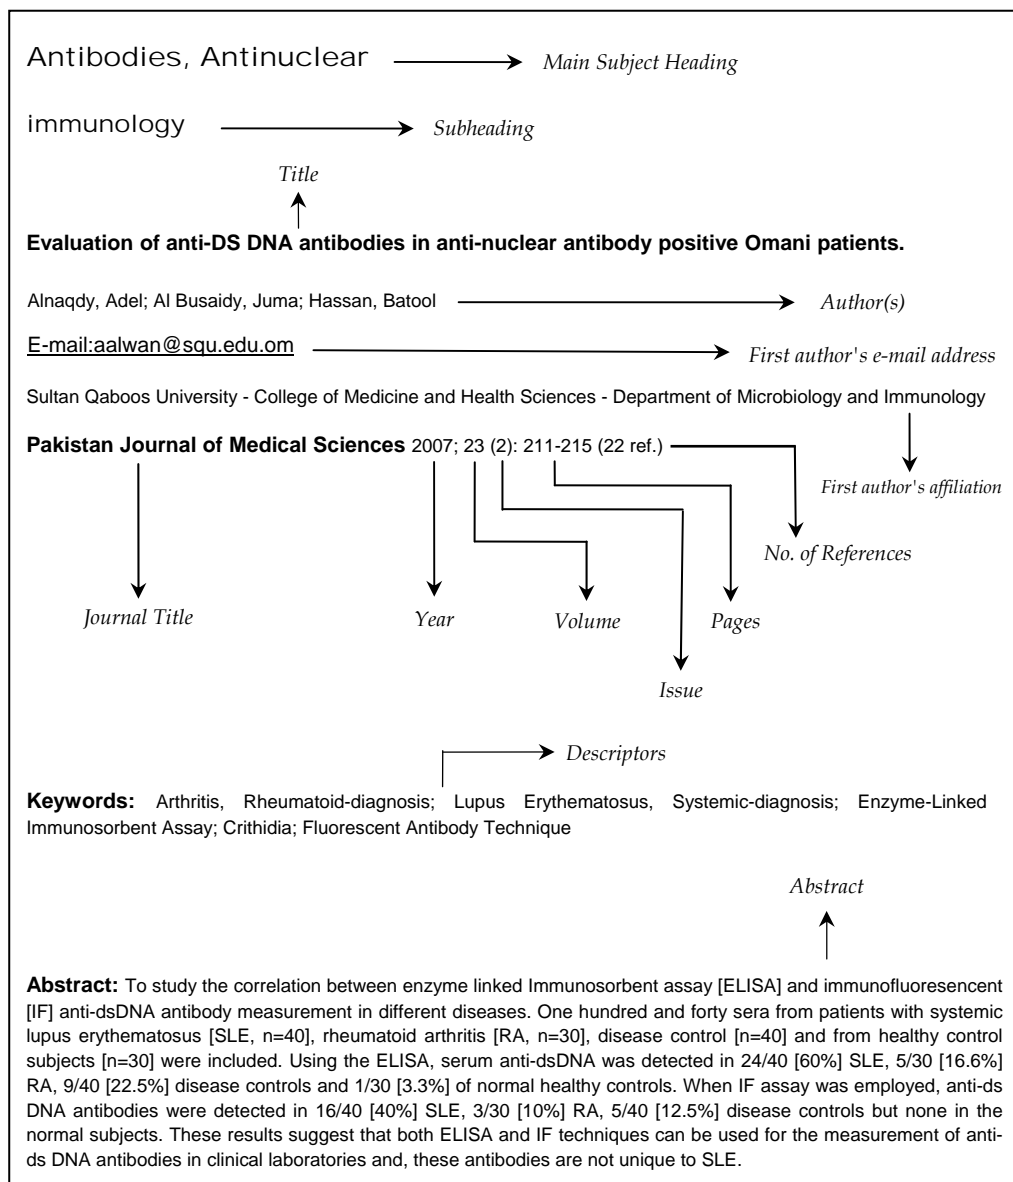 Antibodies, Antinuclear Main Subject Heading
immunology Subheading
Title
Evaluation of anti-DS DNA antibodies in anti-nuclear antibody positive Omani patients.
Alnaqdy, Adel; Al Busaidy, Juma; Hassan, Batool Author(s)
E-mail:aalwan@squ.edu.om First author's e-mail address
Sultan Qaboos University - College of Medicine and Health Sciences - Department of Microbiology and Immunology
Pakistan Journal of Medical Sciences 2007; 23 (2): 211-215 (22 ref.)
First author's affiliation
No. of References
Journal Title Year Volume Pages
Issue
Descriptors
Keywords: Arthritis, Rheumatoid-diagnosis; Lupus Erythematosus, Systemic-diagnosis; Enzyme-Linked
Immunosorbent Assay; Crithidia; Fluorescent Antibody Technique
Abstract
Abstract: To study the correlation between enzyme linked Immunosorbent assay [ELISA] and immunofluoresencent
[IF] anti-dsDNA antibody measurement in different diseases. One hundred and forty sera from patients with systemic
lupus erythematosus [SLE, n=40], rheumatoid arthritis [RA, n=30], disease control [n=40] and from healthy control
subjects [n=30] were included. Using the ELISA, serum anti-dsDNA was detected in 24/40 [60%] SLE, 5/30 [16.6%]
RA, 9/40 [22.5%] disease controls and 1/30 [3.3%] of normal healthy controls. When IF assay was employed, anti-ds
DNA antibodies were detected in 16/40 [40%] SLE, 3/30 [10%] RA, 5/40 [12.5%] disease controls but none in the
normal subjects. These results suggest that both ELISA and IF techniques can be used for the measurement of anti-
ds DNA antibodies in clinical laboratories and, these antibodies are not unique to SLE.